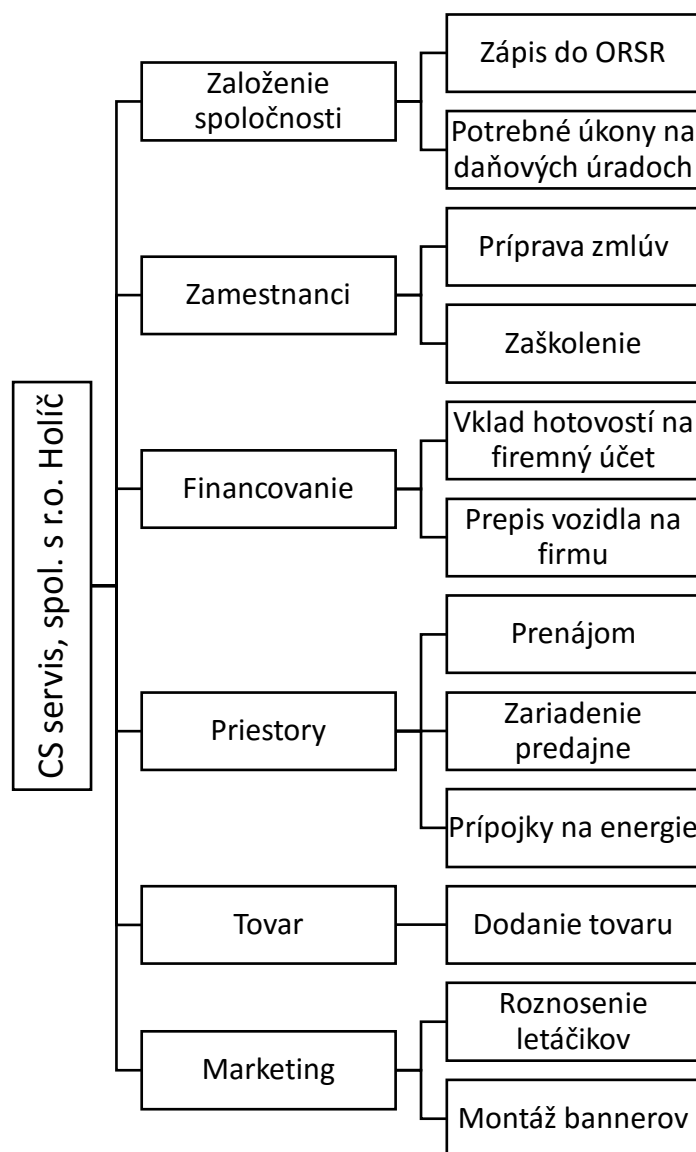 CS servis, spol. s r.o. Holíč
Založenie
spoločnosti
Zápis do ORSR
Potrebné úkony na
daňových úradoch
Zamestnanci
Príprava zmlúv
Zaškolenie
Financovanie
Vklad hotovostí na
firemný účet
Prepis vozidla na
firmu
Priestory
Prenájom
Zariadenie
predajne
Prípojky na energie
Tovar
Dodanie tovaru
Marketing
Roznosenie
letáčikov
Montáž bannerov